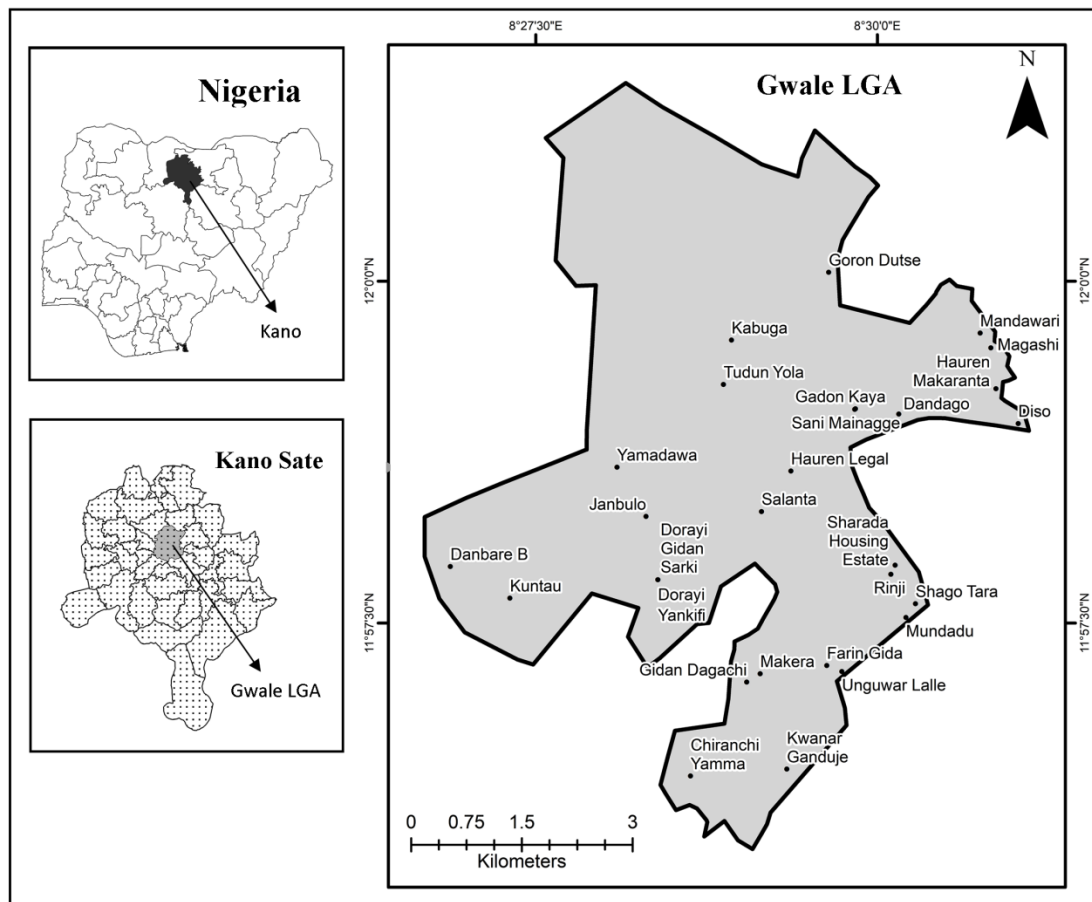 Nigeria
Kano
Kano Sate
Gwale LGA
8°27'30"E
8°30'0"E
Gwale LGA
N
12°0'0"N
12°0'0"N
11°57'30"N
11°57'30"N
Goron Dutse
Mandawari
Magashi
Kabuga
Hauren
Makaranta
Tudun Yola
Gadon Kaya
Dandago
Diso
Sani Mainagge
Yamadawa
Hauren Legal
Janbulo
Salanta
Dorayi
Gidan
Sarki
Sharada
Housing
Estate
Danbare B
Kuntau
Dorayi
Yankifi
Rinji
Shago Tara
Mundadu
Gidan Dagachi
Makera
Farin Gida
Unguwar Lalle
Chiranchi
Yamma
Kwanar
Ganduje
0 0.75 1.5 3
Kilometers